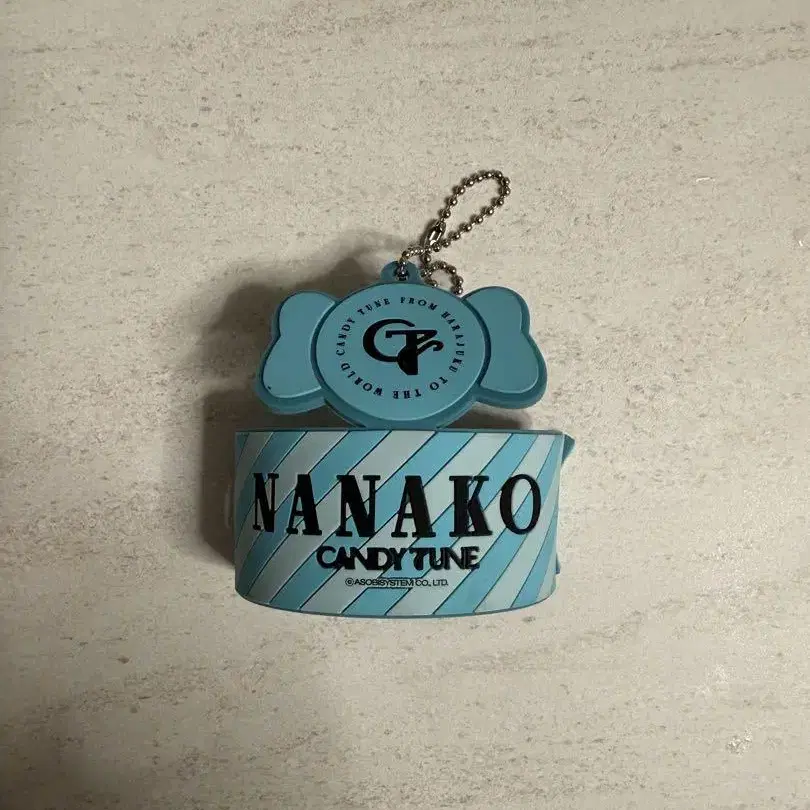 CANDY TUNE FROM HARAJUKU TO THE WORLD
CT
NANAKO
CANDY TUNE
©ASOBISYSTEM CO., LTD.